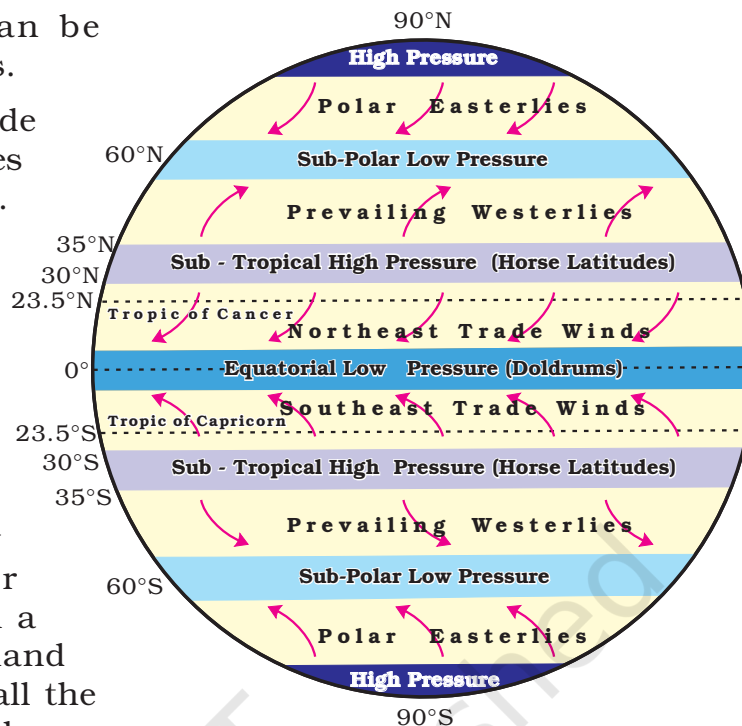 an be
s.
de
es
.
r
a
and
all the
90°N
High Pressure
Polar Easterlies
60°N
Sub-Polar Low Pressure
Prevailing Westerlies
35°N
Sub - Tropical High Pressure (Horse Latitudes)
30°N
23.5°N
Tropic of Cancer
Northeast Trade Winds
0°
Equatorial Low Pressure (Doldrums)
Southeast Trade Winds
Tropic of Capricorn
23.5°S
30°S
Sub - Tropical High Pressure (Horse Latitudes)
35°S
Prevailing Westerlies
60°S
Sub-Polar Low Pressure
Polar Easterlies
High Pressure
90°S